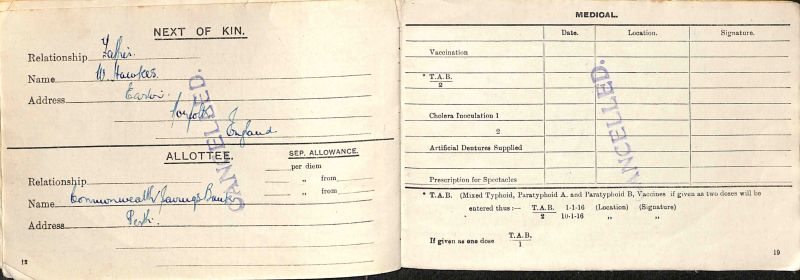 NEXT OF KIN.
Relationship Father
Name W. Hawkes
Address Easton
Norfolk
England
CANCELLED.
ALLOTTEE.
SEP. ALLOWANCE.
per diem
Relationship „ from
Name Commonwealth Savings Bank „ from
Address Perth
18
MEDICAL.
Date. Location. Signature.
Vaccination
* T.A.B.
2
Cholera Inoculation 1
2
Artificial Dentures Supplied
Prescription for Spectacles
CANCELLED.
* T.A.B. (Mixed Typhoid, Paratyphoid A. and Paratyphoid B, Vaccines if given as two doses will be
entered thus :— T.A.B. 1-1-16 (Location) (Signature)
2 10-1-16 „ „
If given as one dose T.A.B.
1
19